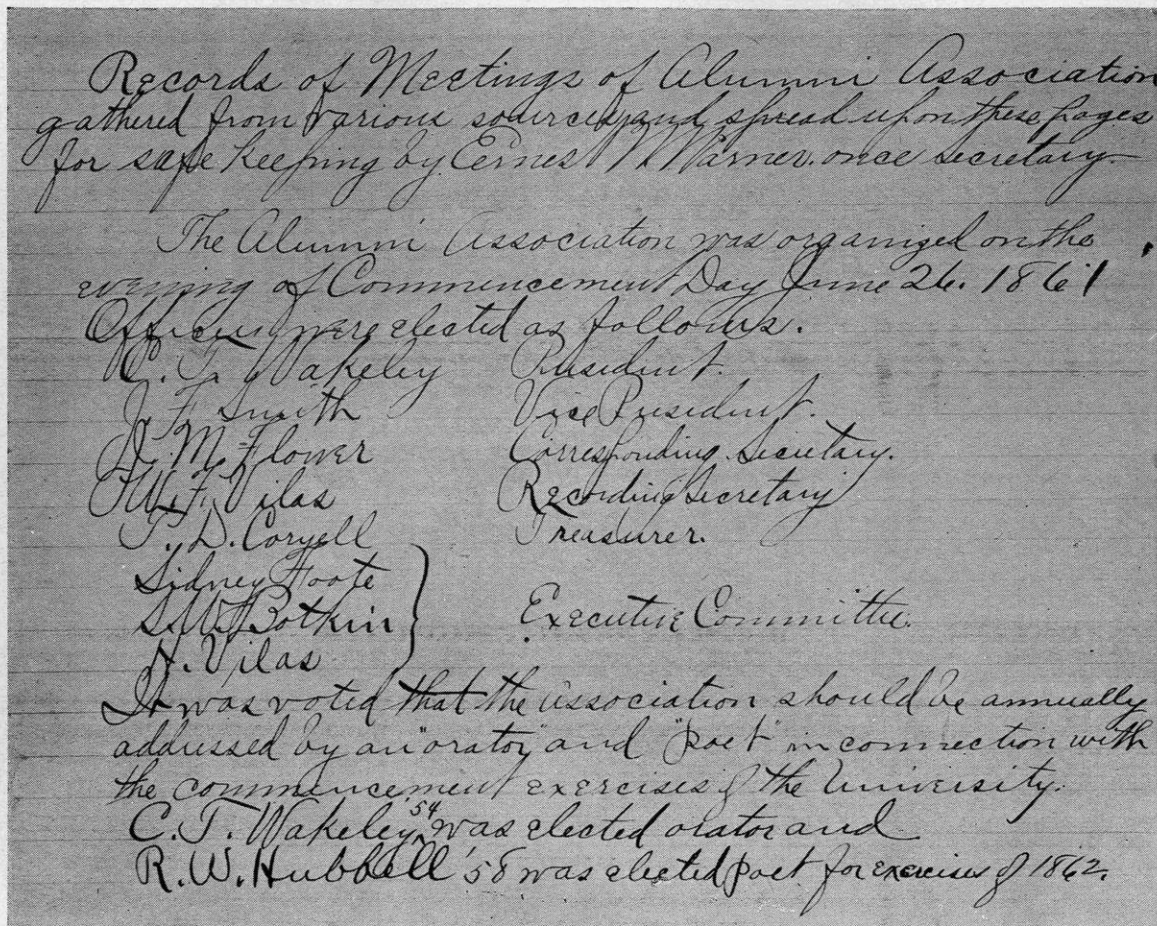 Records of Meetings of Alumni Association
gathered from various sources, and spread upon these pages
for safe keeping by Ernest N. Warner. once secretary.
The Alumni Association was organized on the
evening of Commencement Day June 26. 1861
Officers were elected as follows.
C. T. Wakeley President.
J. F. Smith Vice President.
J. M. Flower Corresponding Secretary.
W. F. Vilas Recording Secretary
T. D. Coryell Treasurer.
Sidney Foote
S. W. Botkin Executive Committee.
H. Vilas
It was voted that the association should be annually
addressed by an "orator" and "poet" in connection with
the commencement exercises of the University.
C. T. Wakeley '54 was elected orator and
R. W. Hubbell '58 was elected poet for exercises of 1862.